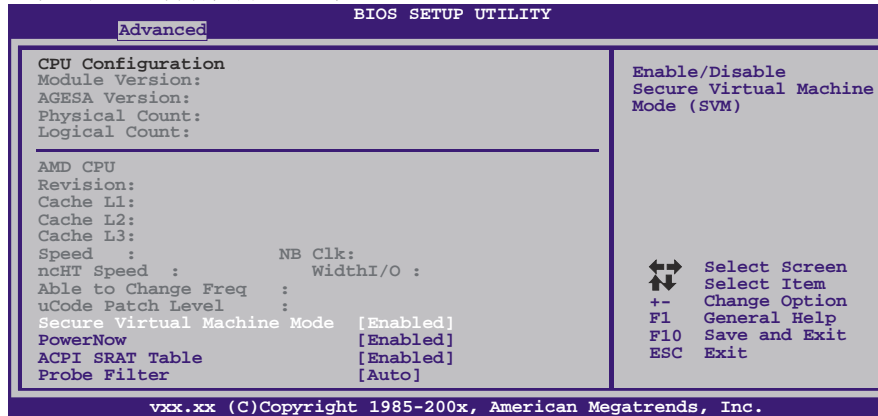 BIOS SETUP UTILITY
Advanced
CPU Configuration
Module Version:
AGESA Version:
Physical Count:
Logical Count:
AMD CPU
Revision:
Cache L1:
Cache L2:
Cache L3:
Speed : NB Clk:
ncHT Speed : WidthI/O :
Able to Change Freq :
uCode Patch Level :
Secure Virtual Machine Mode [Enabled]
PowerNow [Enabled]
ACPI SRAT Table [Enabled]
Probe Filter [Auto]
Enable/Disable
Secure Virtual Machine
Mode (SVM)
Select Screen
Select Item
+- Change Option
F1 General Help
F10 Save and Exit
ESC Exit
vxx.xx (C)Copyright 1985-200x, American Megatrends, Inc.